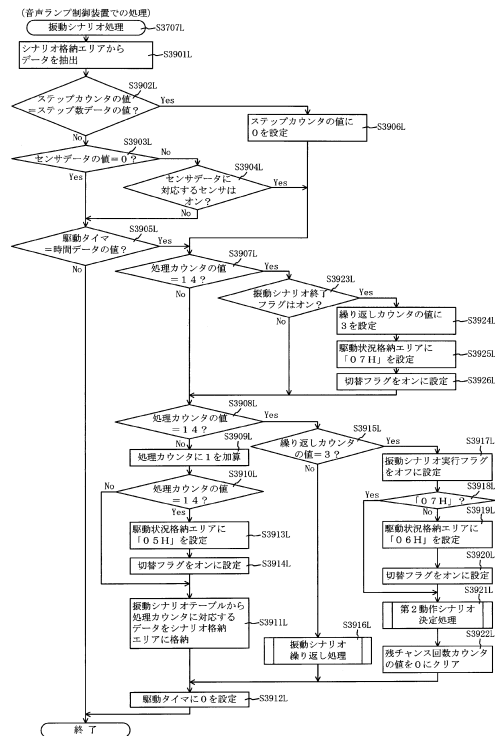 (音声ランプ制御装置での処理)
振動シナリオ処理
S3707L
シナリオ格納エリアから
データを抽出
S3901L
S3902L
ステップカウンタの値
=ステップ数データの値?
Yes
No
ステップカウンタの値に
0を設定
S3906L
S3903L
センサデータの値=0?
No
Yes
S3904L
センサデータに
対応するセンサは
オン?
Yes
No
S3905L
駆動タイマ
=時間データの値?
Yes
No
S3907L
処理カウンタの値
=14?
Yes
No
S3923L
振動シナリオ終了
フラグはオン?
Yes
No
繰り返しカウンタの値に
3を設定
S3924L
駆動状況格納エリアに
「07H」を設定
S3925L
切替フラグをオンに設定
S3926L
S3908L
処理カウンタの値
=14?
Yes
No
S3909L
処理カウンタに1を加算
S3915L
繰り返しカウンタ
の値=3?
Yes
No
S3917L
振動シナリオ実行フラグ
をオフに設定
S3910L
処理カウンタの値
=14?
No
Yes
S3918L
「07H」?
Yes
No
S3919L
駆動状況格納エリアに
「05H」を設定
S3913L
駆動状況格納エリアに
「06H」を設定
切替フラグをオンに設定
S3914L
S3920L
切替フラグをオンに設定
S3921L
第2動作シナリオ
決定処理
振動シナリオテーブルから
処理カウンタに対応する
データをシナリオ格納
エリアに格納
S3911L
S3916L
振動シナリオ
繰り返し処理
S3922L
残チャンス回数カウンタ
の値を0にクリア
駆動タイマに0を設定
S3912L
終了